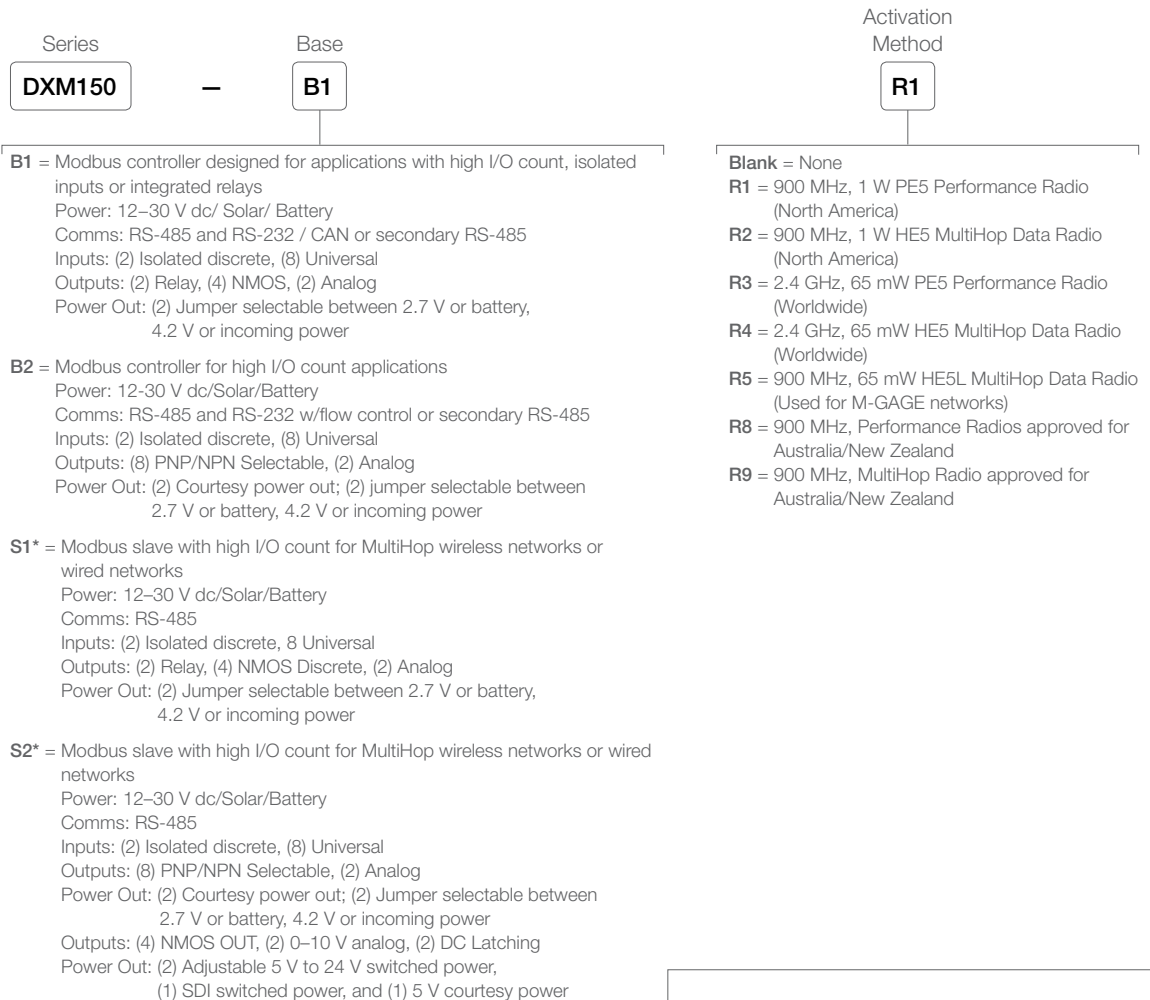 Series
Base
Activation
Method
DXM150
–
B1
R1
B1 = Modbus controller designed for applications with high I/O count, isolated
inputs or integrated relays
Power: 12–30 V dc/ Solar/ Battery
Comms: RS-485 and RS-232 / CAN or secondary RS-485
Inputs: (2) Isolated discrete, (8) Universal
Outputs: (2) Relay, (4) NMOS, (2) Analog
Power Out: (2) Jumper selectable between 2.7 V or battery,
4.2 V or incoming power
B2 = Modbus controller for high I/O count applications
Power: 12-30 V dc/Solar/Battery
Comms: RS-485 and RS-232 w/flow control or secondary RS-485
Inputs: (2) Isolated discrete, (8) Universal
Outputs: (8) PNP/NPN Selectable, (2) Analog
Power Out: (2) Courtesy power out; (2) jumper selectable between
2.7 V or battery, 4.2 V or incoming power
S1* = Modbus slave with high I/O count for MultiHop wireless networks or
wired networks
Power: 12–30 V dc/Solar/Battery
Comms: RS-485
Inputs: (2) Isolated discrete, 8 Universal
Outputs: (2) Relay, (4) NMOS Discrete, (2) Analog
Power Out: (2) Jumper selectable between 2.7 V or battery,
4.2 V or incoming power
S2* = Modbus slave with high I/O count for MultiHop wireless networks or wired
networks
Power: 12–30 V dc/Solar/Battery
Comms: RS-485
Inputs: (2) Isolated discrete, (8) Universal
Outputs: (8) PNP/NPN Selectable, (2) Analog
Power Out: (2) Courtesy power out; (2) Jumper selectable between
2.7 V or battery, 4.2 V or incoming power
Outputs: (4) NMOS OUT, (2) 0–10 V analog, (2) DC Latching
Power Out: (2) Adjustable 5 V to 24 V switched power,
(1) SDI switched power, and (1) 5 V courtesy power
Blank = None
R1 = 900 MHz, 1 W PE5 Performance Radio
(North America)
R2 = 900 MHz, 1 W HE5 MultiHop Data Radio
(North America)
R3 = 2.4 GHz, 65 mW PE5 Performance Radio
(Worldwide)
R4 = 2.4 GHz, 65 mW HE5 MultiHop Data Radio
(Worldwide)
R5 = 900 MHz, 65 mW HE5L MultiHop Data Radio
(Used for M-GAGE networks)
R8 = 900 MHz, Performance Radios approved for
Australia/New Zealand
R9 = 900 MHz, MultiHop Radio approved for
Australia/New Zealand